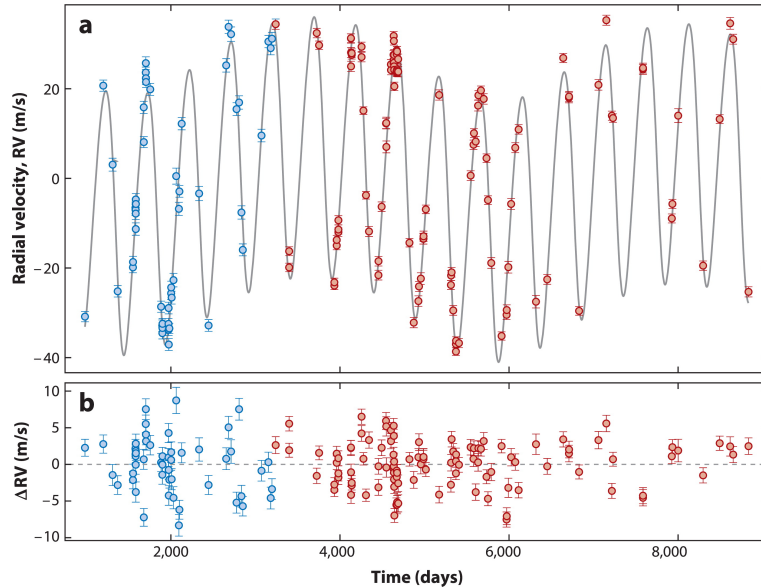 a
20
0
−20
−40
Radial velocity, RV (m/s)
b
10
5
0
−5
−10
ΔRV (m/s)
2,000
4,000
6,000
8,000
Time (days)